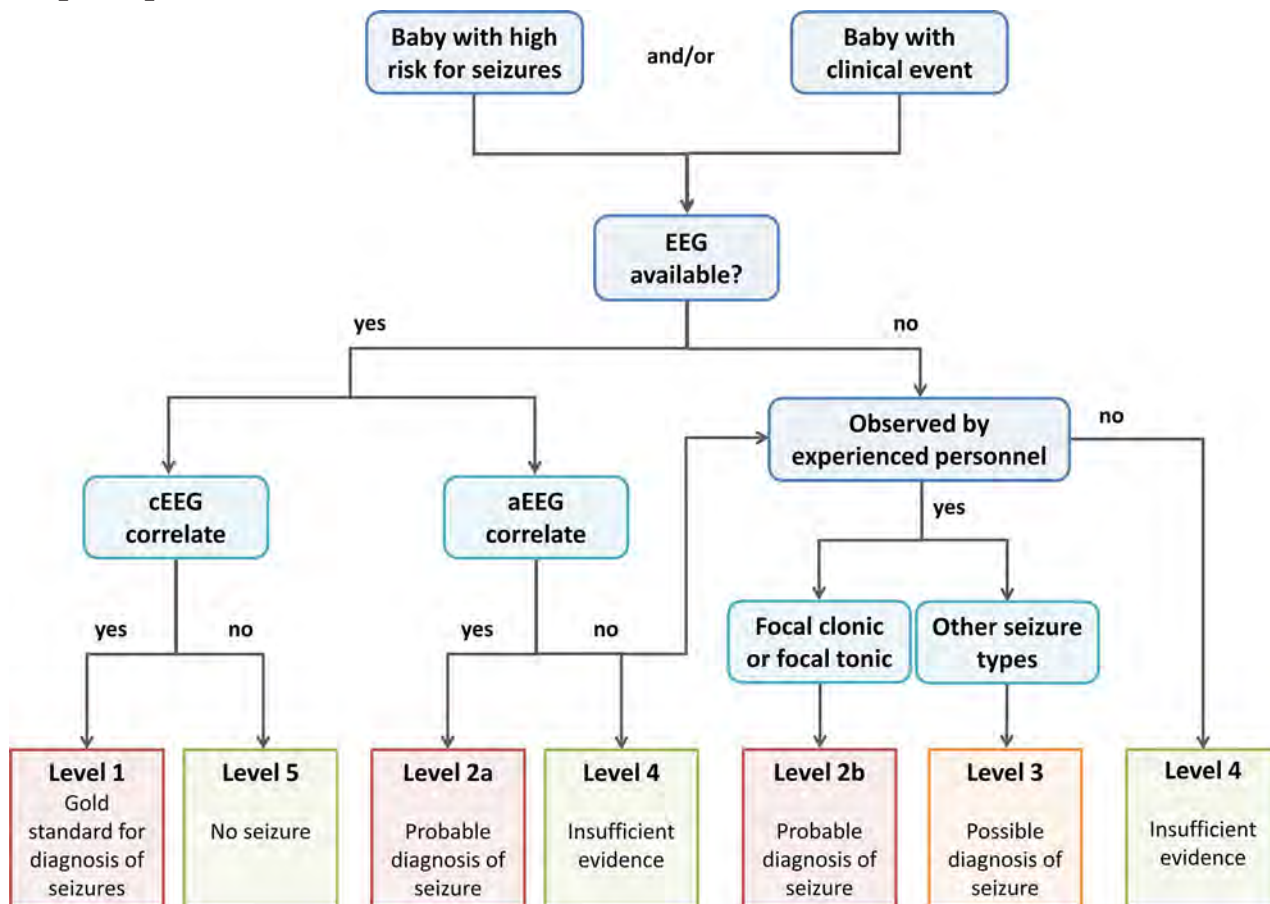 Baby with high
risk for seizures
and/or
Baby with
clinical event
EEG
available?
yes
no
Observed by
experienced personnel
no
cEEG
correlate
aEEG
correlate
yes
yes
no
yes
no
Focal clonic
or focal tonic
Other seizure
types
Level 1
Gold
standard for
diagnosis of
seizures
Level 5
No seizure
Level 2a
Probable
diagnosis of
seizure
Level 4
Insufficient
evidence
Level 2b
Probable
diagnosis of
seizure
Level 3
Possible
diagnosis of
seizure
Level 4
Insufficient
evidence